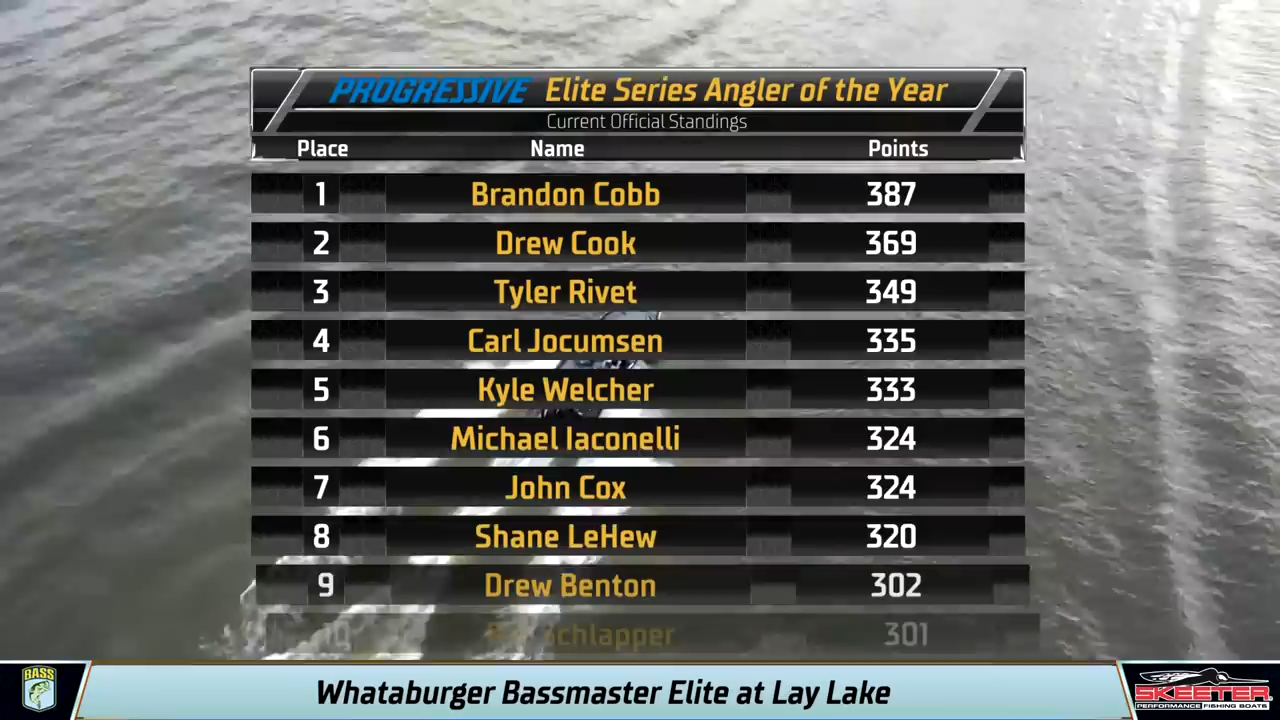 PROGRESSIVE Elite Series Angler of the Year
Current Official Standings
Place Name Points
1 Brandon Cobb 387
2 Drew Cook 369
3 Tyler Rivet 349
4 Carl Jocumsen 335
5 Kyle Welcher 333
6 Michael Iaconelli 324
7 John Cox 324
8 Shane LeHew 320
9 Drew Benton 302
10 301
BASS
Whataburger Bassmaster Elite at Lay Lake
SKEETER
PERFORMANCE FISHING BOATS